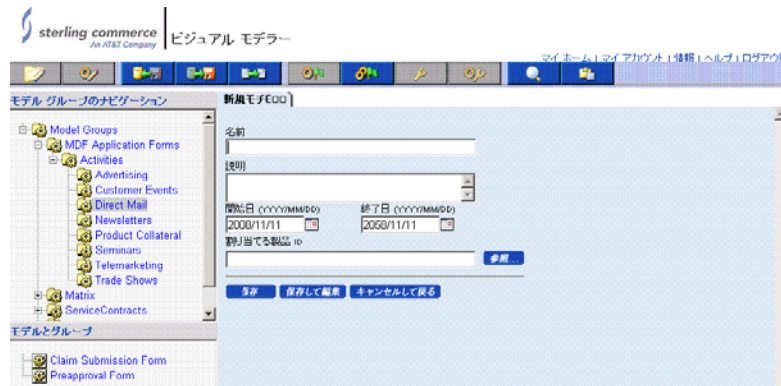 sterling commerce
An AT&T Company
ビジュアル モデラー
マイ ホーム | マイ アカウント | 情報 | ヘルプ | ログアウ
モデル グループのナビゲーション
Model Groups
MDF Application Forms
Activities
Advertising
Customer Events
Direct Mail
Newsletters
Product Collateral
Seminars
Telemarketing
Trade Shows
Matrix
ServiceContracts
モデルとグループ
Claim Submission Form
Preapproval Form
名前
説明
開始日 (YYYY/MM/DD) 終了日 (YYYY/MM/DD)
2008/11/11 2058/11/11
割り当てる製品 ID
参照...
保存 保存して編集 キャンセルして戻る